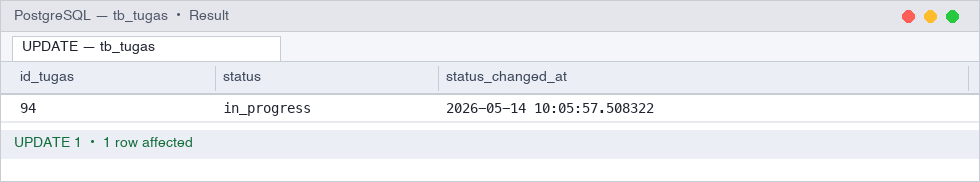 PostgreSQL — tb_tugas • Result
UPDATE — tb_tugas
id_tugas status status_changed_at
94 in_progress 2026-05-14 10:05:57.508322
UPDATE 1 • 1 row affected